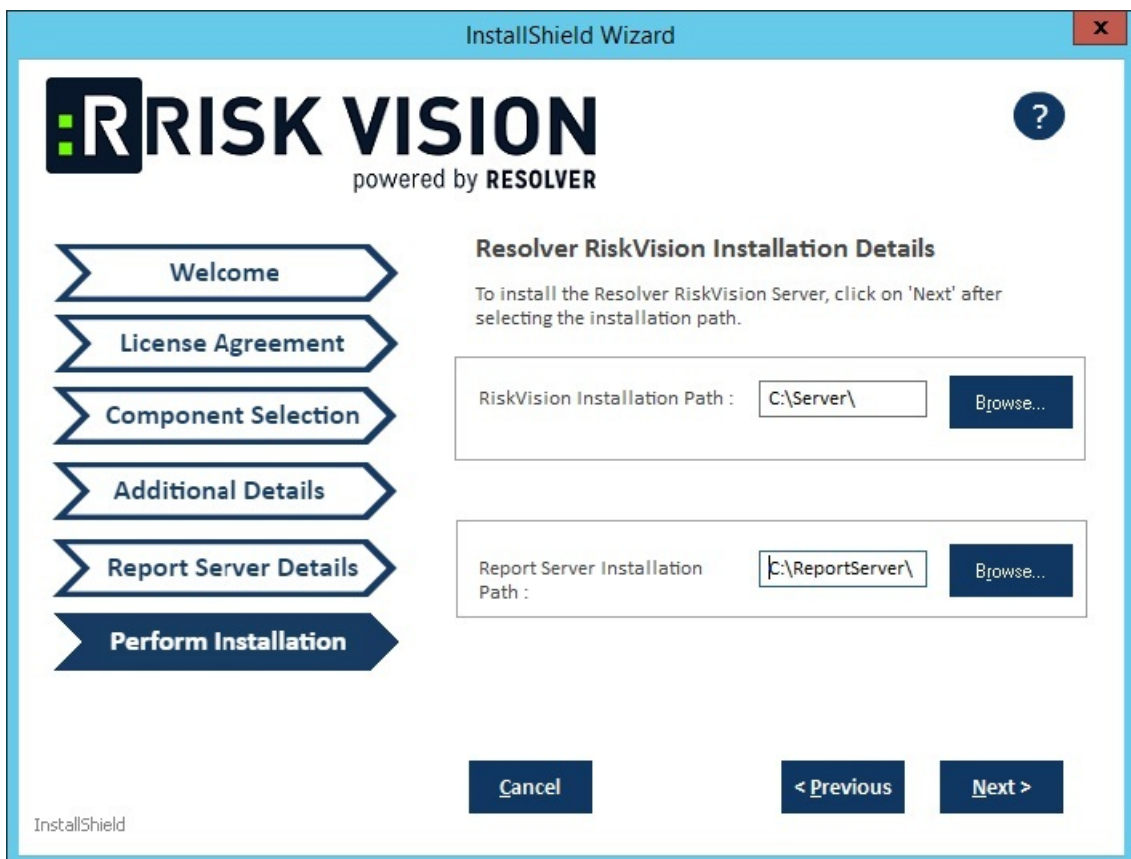 InstallShield Wizard
x
:R RISK VISION
powered by RESOLVER
?
Welcome
License Agreement
Component Selection
Additional Details
Report Server Details
Perform Installation
Resolver RiskVision Installation Details
To install the Resolver RiskVision Server, click on 'Next' after
selecting the installation path.
RiskVision Installation Path :
C:\Server\
Browse...
Report Server Installation
Path :
C:\ReportServer\
Browse...
Cancel
< Previous
Next >
InstallShield